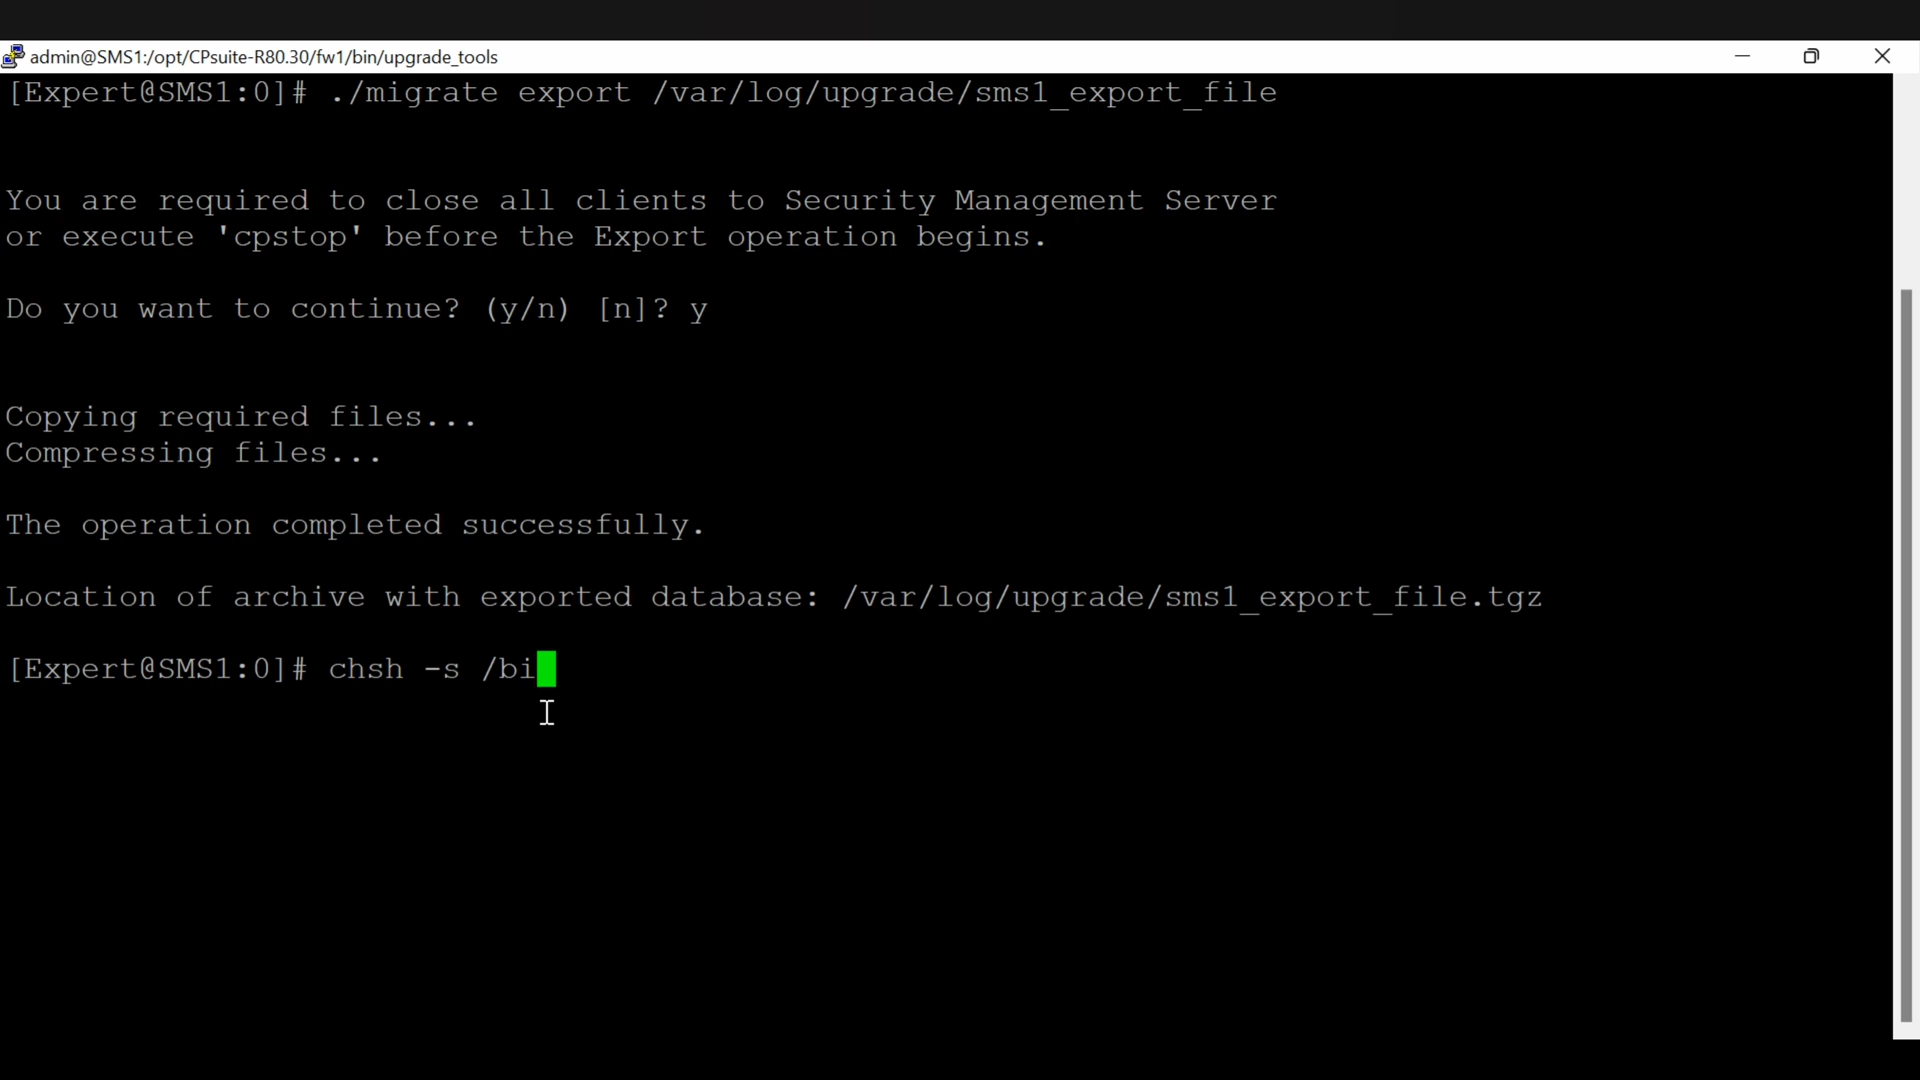 admin@SMS1:/opt/CPsuite-R80.30/fw1/bin/upgrade_tools
[Expert@SMS1:0]# ./migrate export /var/log/upgrade/sms1_export_file
You are required to close all clients to Security Management Server
or execute 'cpstop' before the Export operation begins.
Do you want to continue? (y/n) [n]? y
Copying required files...
Compressing files...
The operation completed successfully.
Location of archive with exported database: /var/log/upgrade/sms1_export_file.tgz
[Expert@SMS1:0]# chsh -s /bi